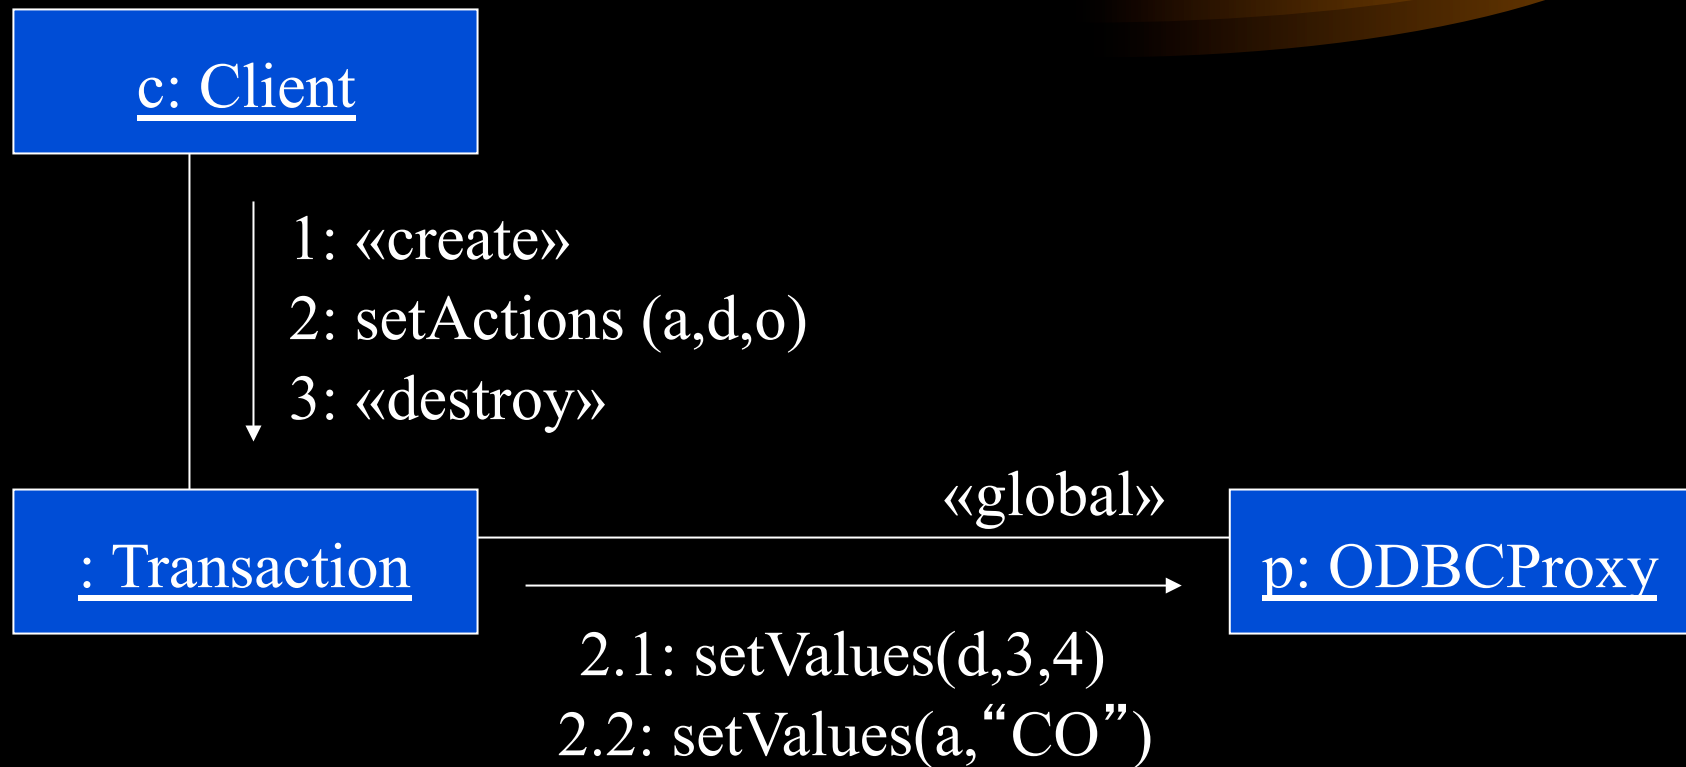 c: Client
1: «create»
2: setActions (a,d,o)
3: «destroy»
«global»
: Transaction
p: ODBCProxy
2.1: setValues(d,3,4)
2.2: setValues(a,“CO”)